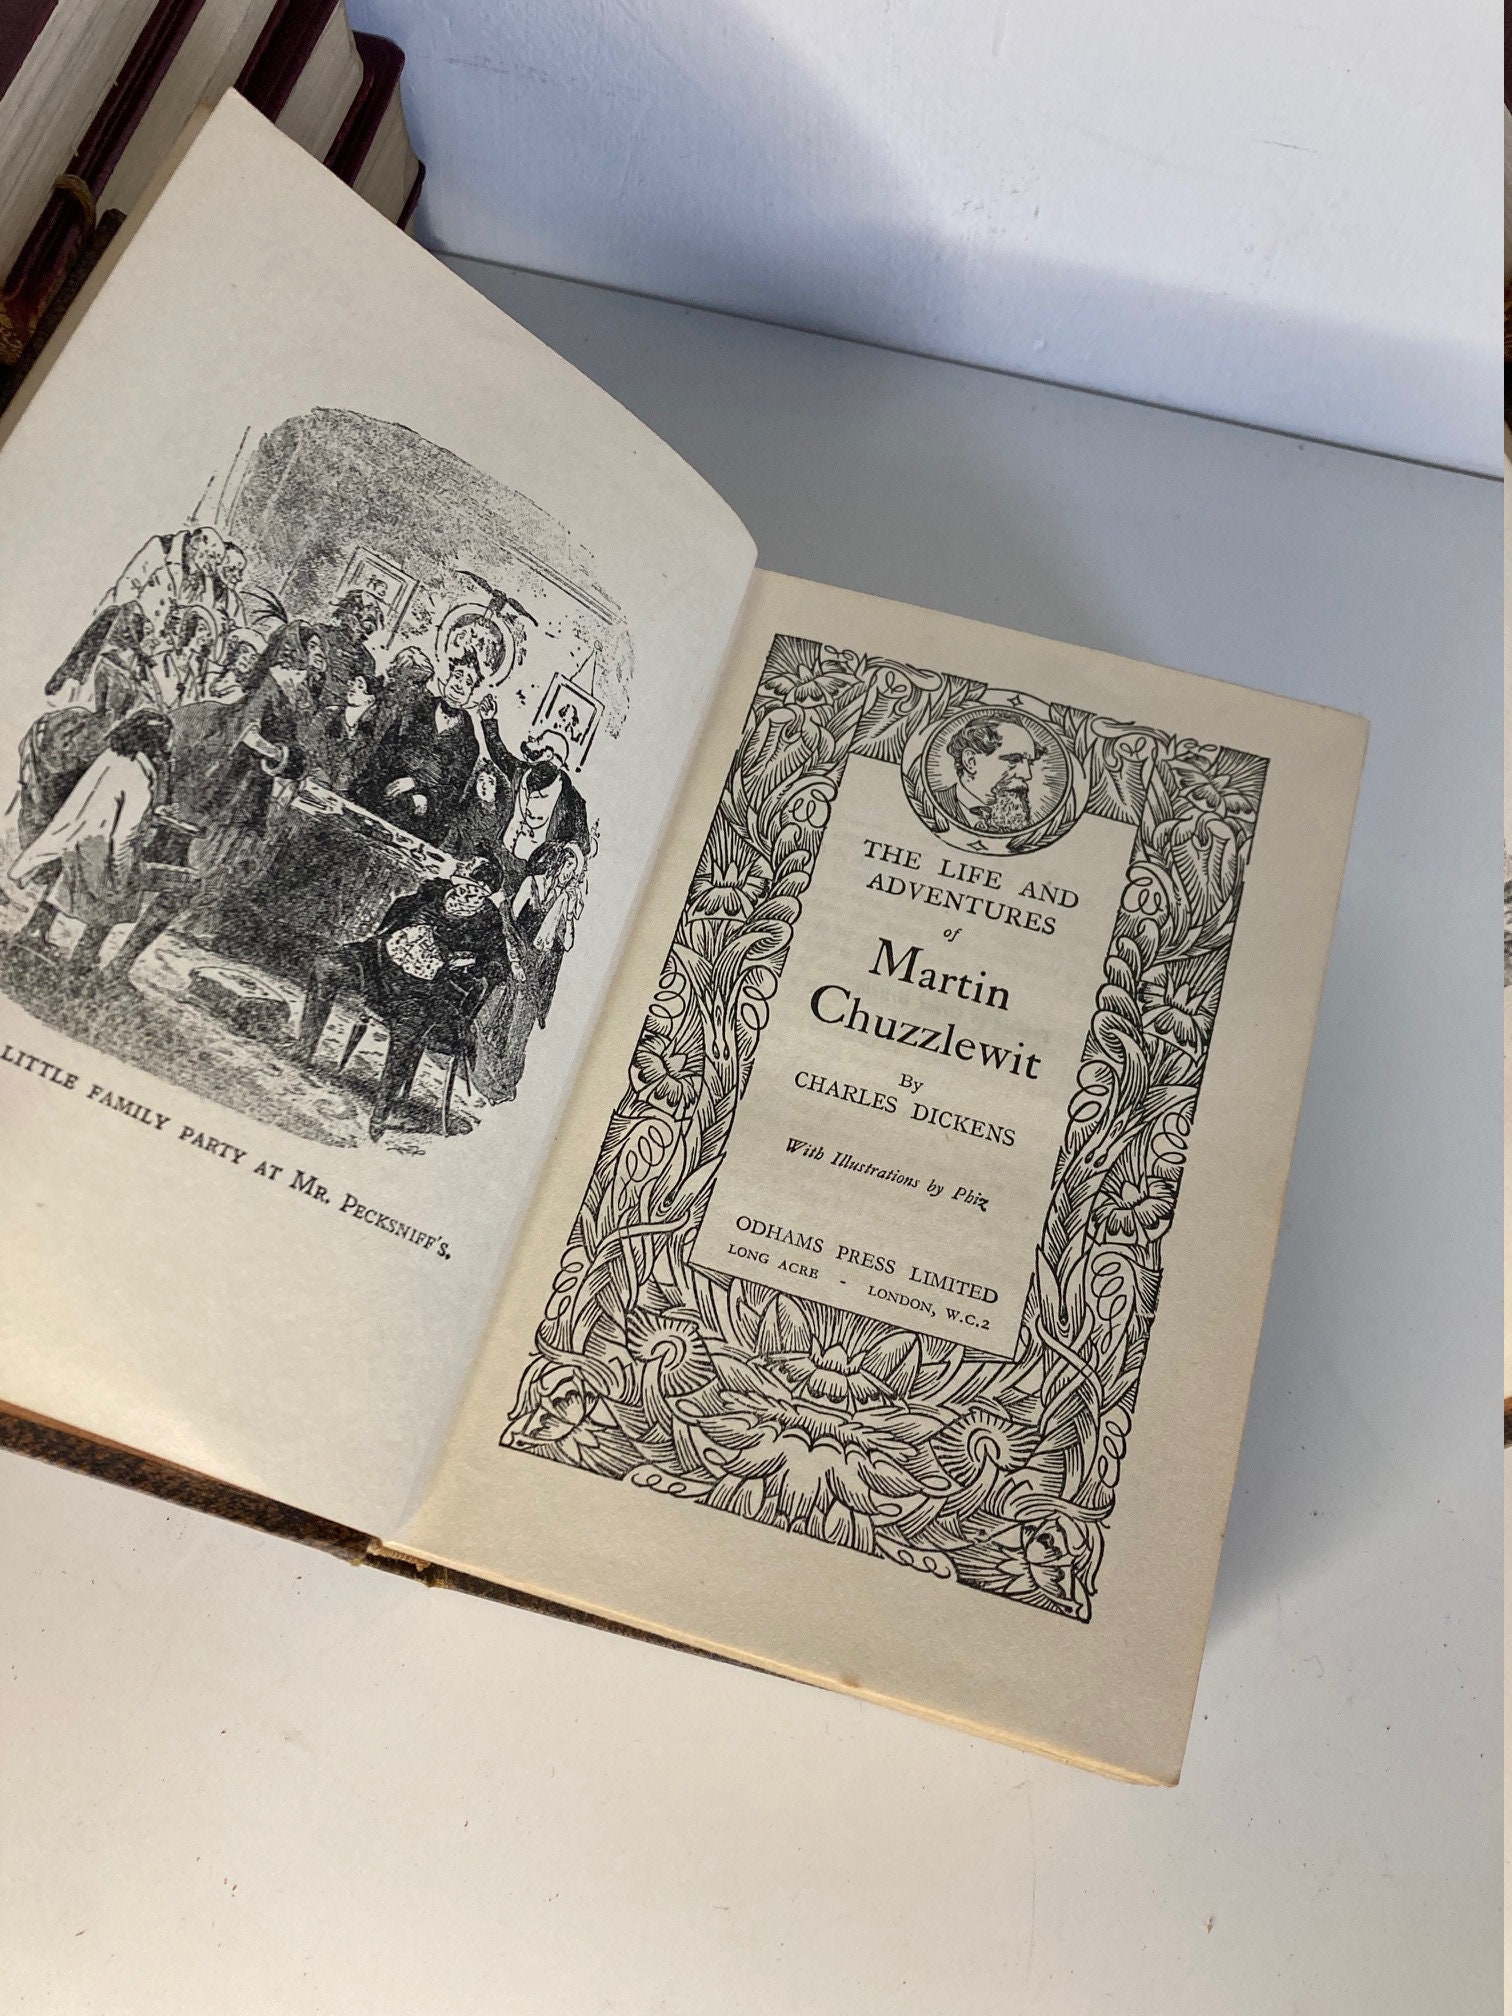 LITTLE FAMILY PARTY AT MR. PECKSNIFF'S.
THE LIFE AND
ADVENTURES
of
Martin
Chuzzlewit
By
CHARLES DICKENS
With Illustrations by Phiz
ODHAMS PRESS LIMITED
LONG ACRE - LONDON, W.C.2